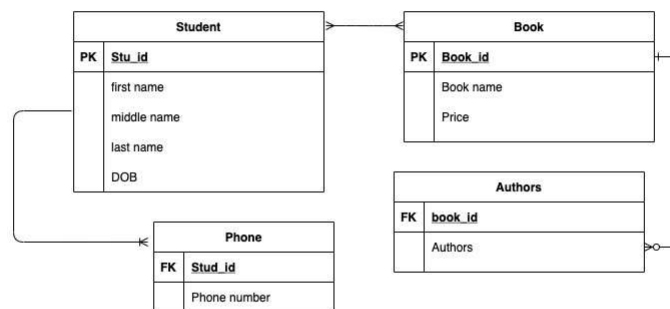 Student
PK Stu_id
first name
middle name
last name
DOB
Book
PK Book_id
Book name
Price
Authors
FK book_id
Authors
Phone
FK Stud_id
Phone number